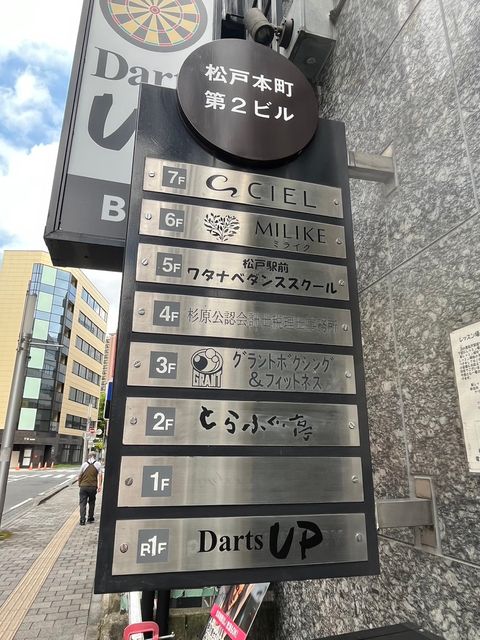 Darts
U
B
松戸本町
第2ビル
7F CIEL
6F MILIKE
ミライク
5F 松戸駅前
ワタナベダンススクール
4F 杉原公認会計士税理士事務所
3F GRANT グラントボクシング
&フィットネス
2F とらふぐ亭
1F
B1F Darts UP